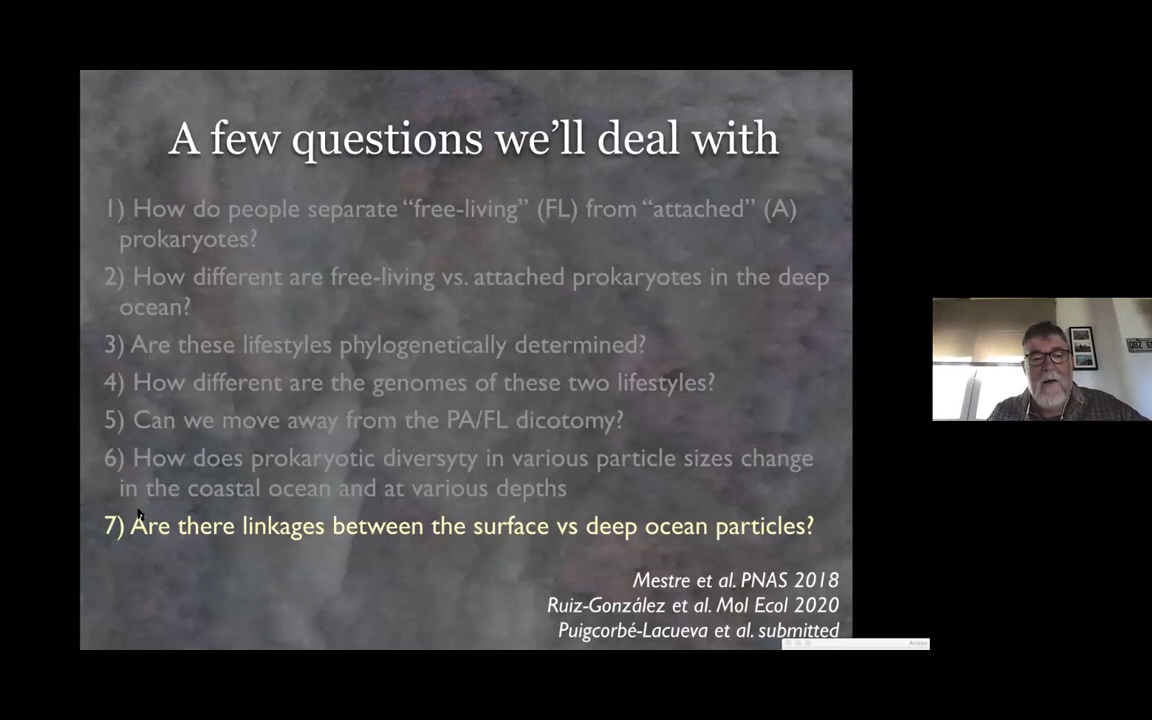 A few questions we'll deal with
1) How do people separate “free-living” (FL) from “attached” (A)
prokaryotes?
2) How different are free-living vs. attached prokaryotes in the deep
ocean?
3) Are these lifestyles phylogenetically determined?
4) How different are the genomes of these two lifestyles?
5) Can we move away from the PA/FL dicotomy?
6) How does prokaryotic diversyty in various particle sizes change
in the coastal ocean and at various depths
7) Are there linkages between the surface vs deep ocean particles?
Mestre et al. PNAS 2018
Ruiz-González et al. Mol Ecol 2020
Puigcorbé-Lacueva et al. submitted